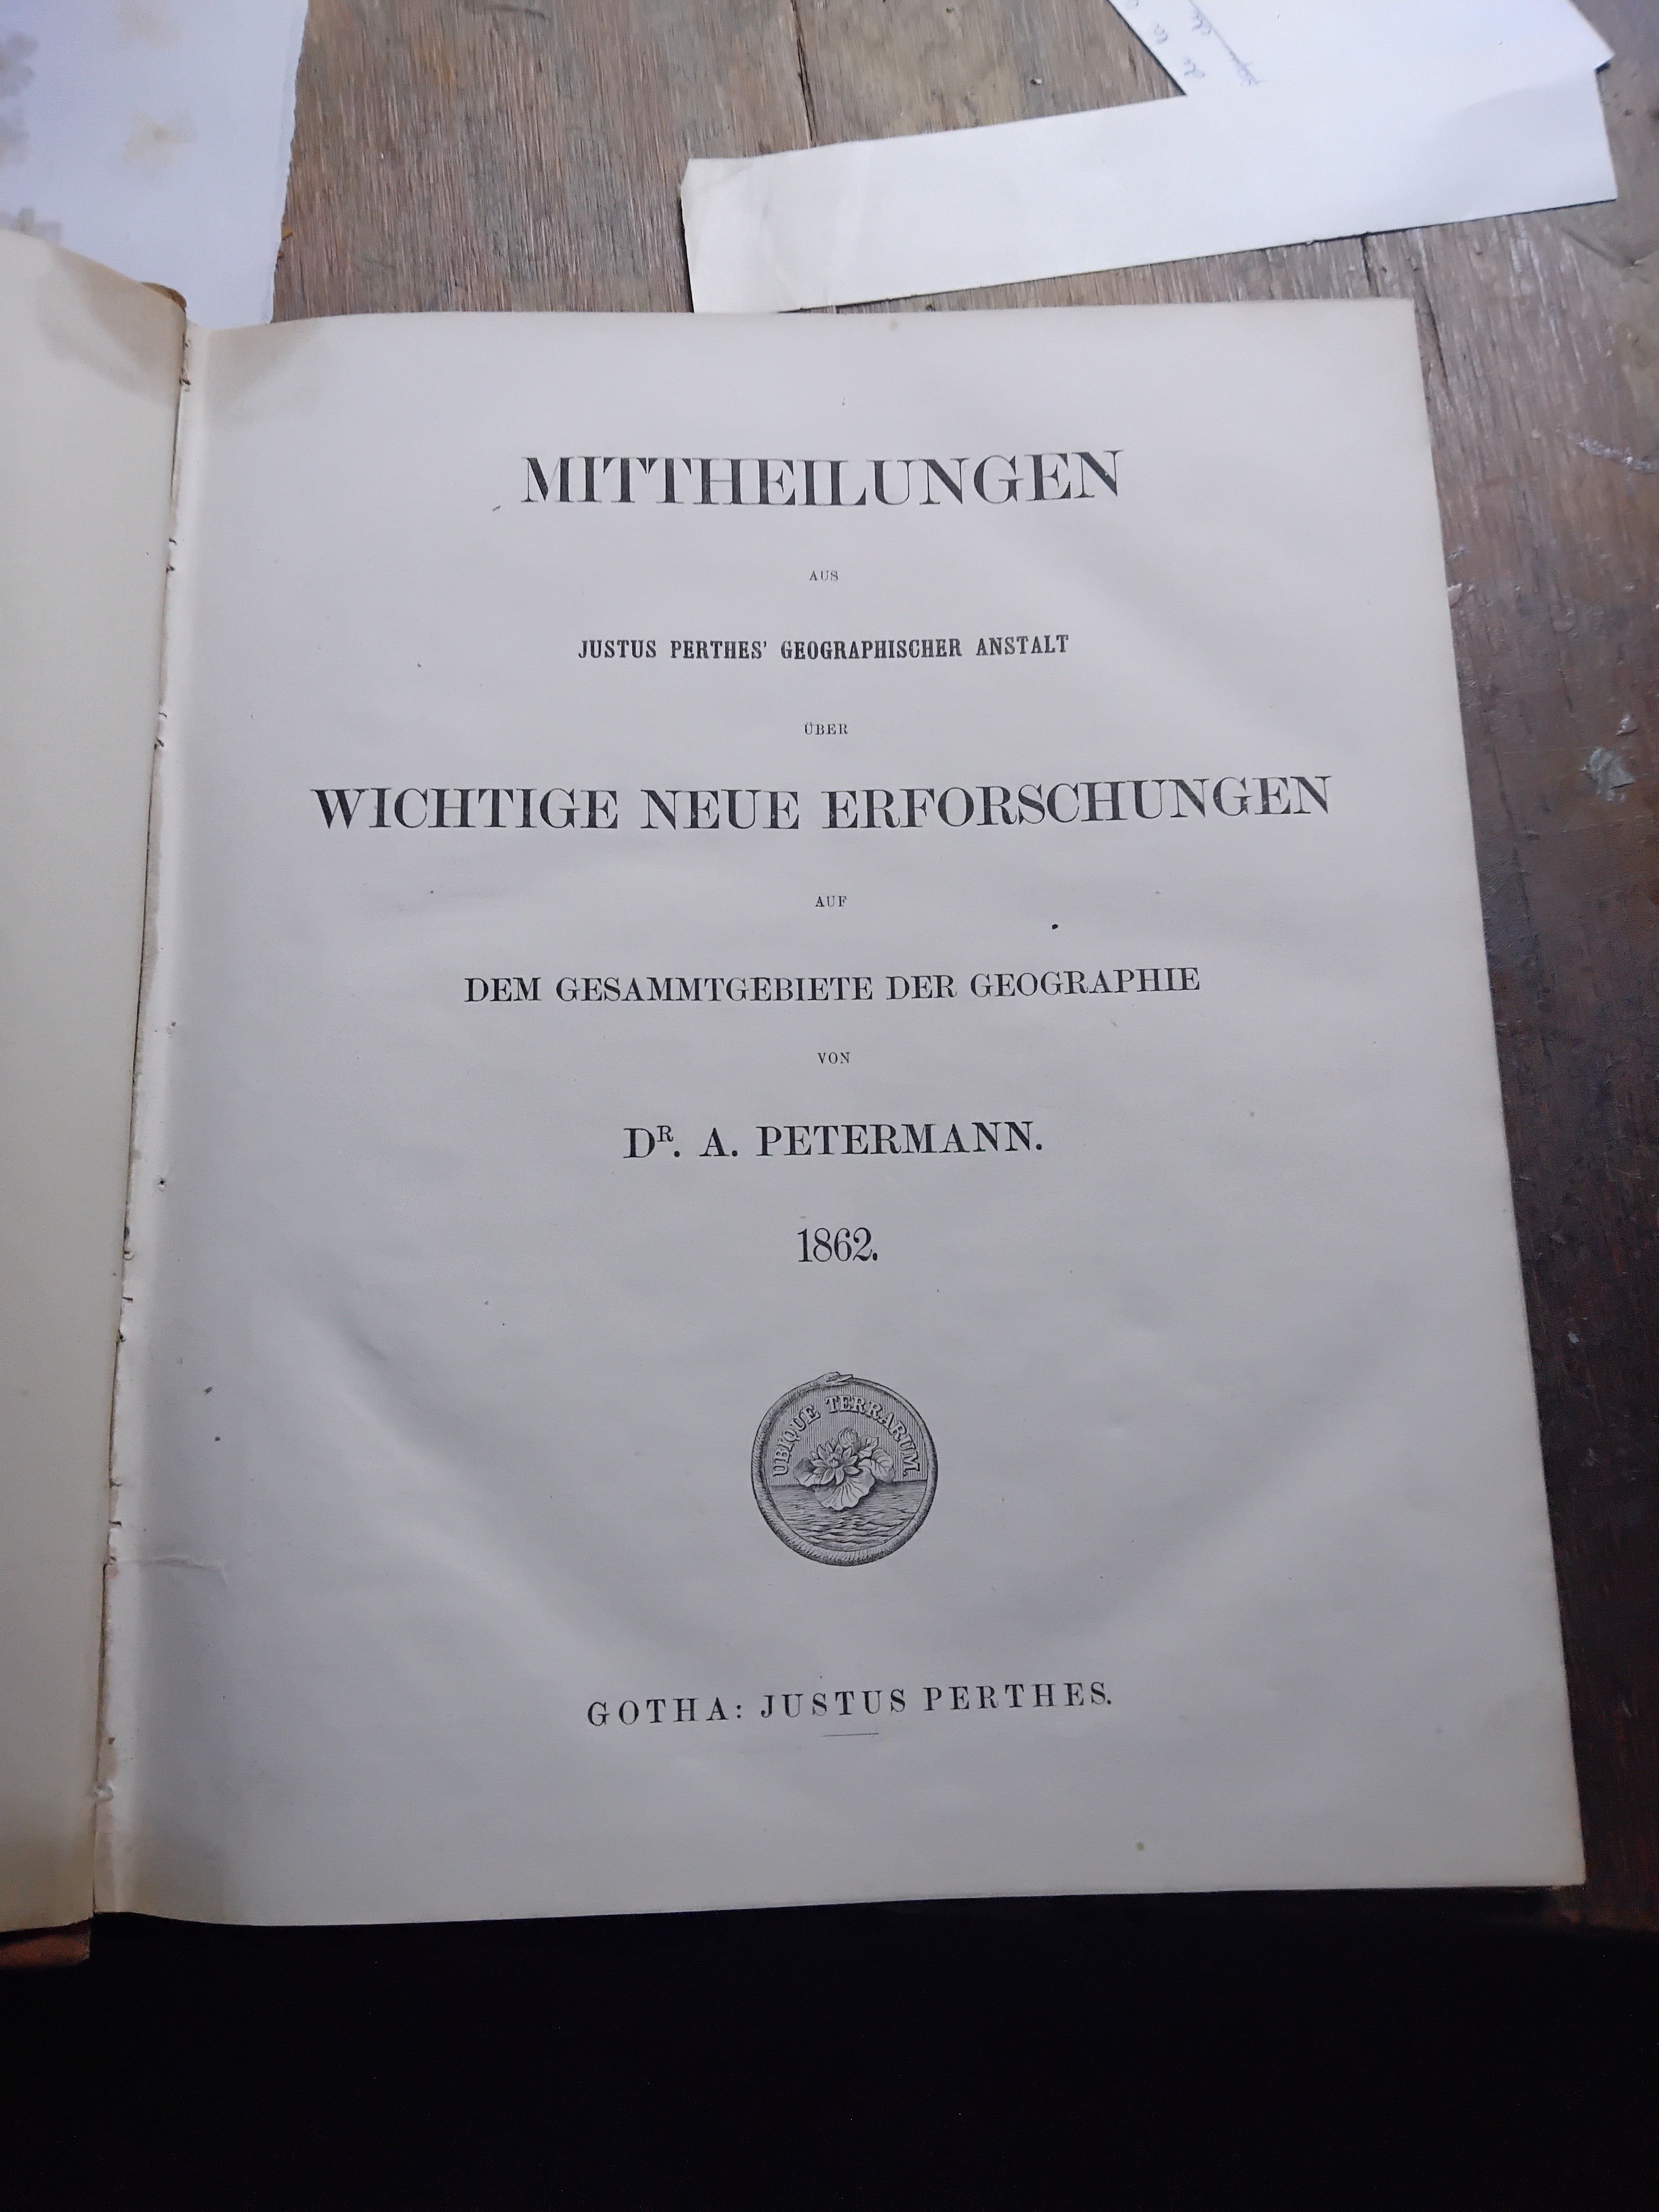 MITTHEILUNGEN
AUS
JUSTUS PERTHES' GEOGRAPHISCHER ANSTALT
ÜBER
WICHTIGE NEUE ERFORSCHUNGEN
AUF
DEM GESAMMTGEBIETE DER GEOGRAPHIE
VON
DR. A. PETERMANN.
1862.
UBIQUE TERRARUM.
GOTHA: JUSTUS PERTHES.